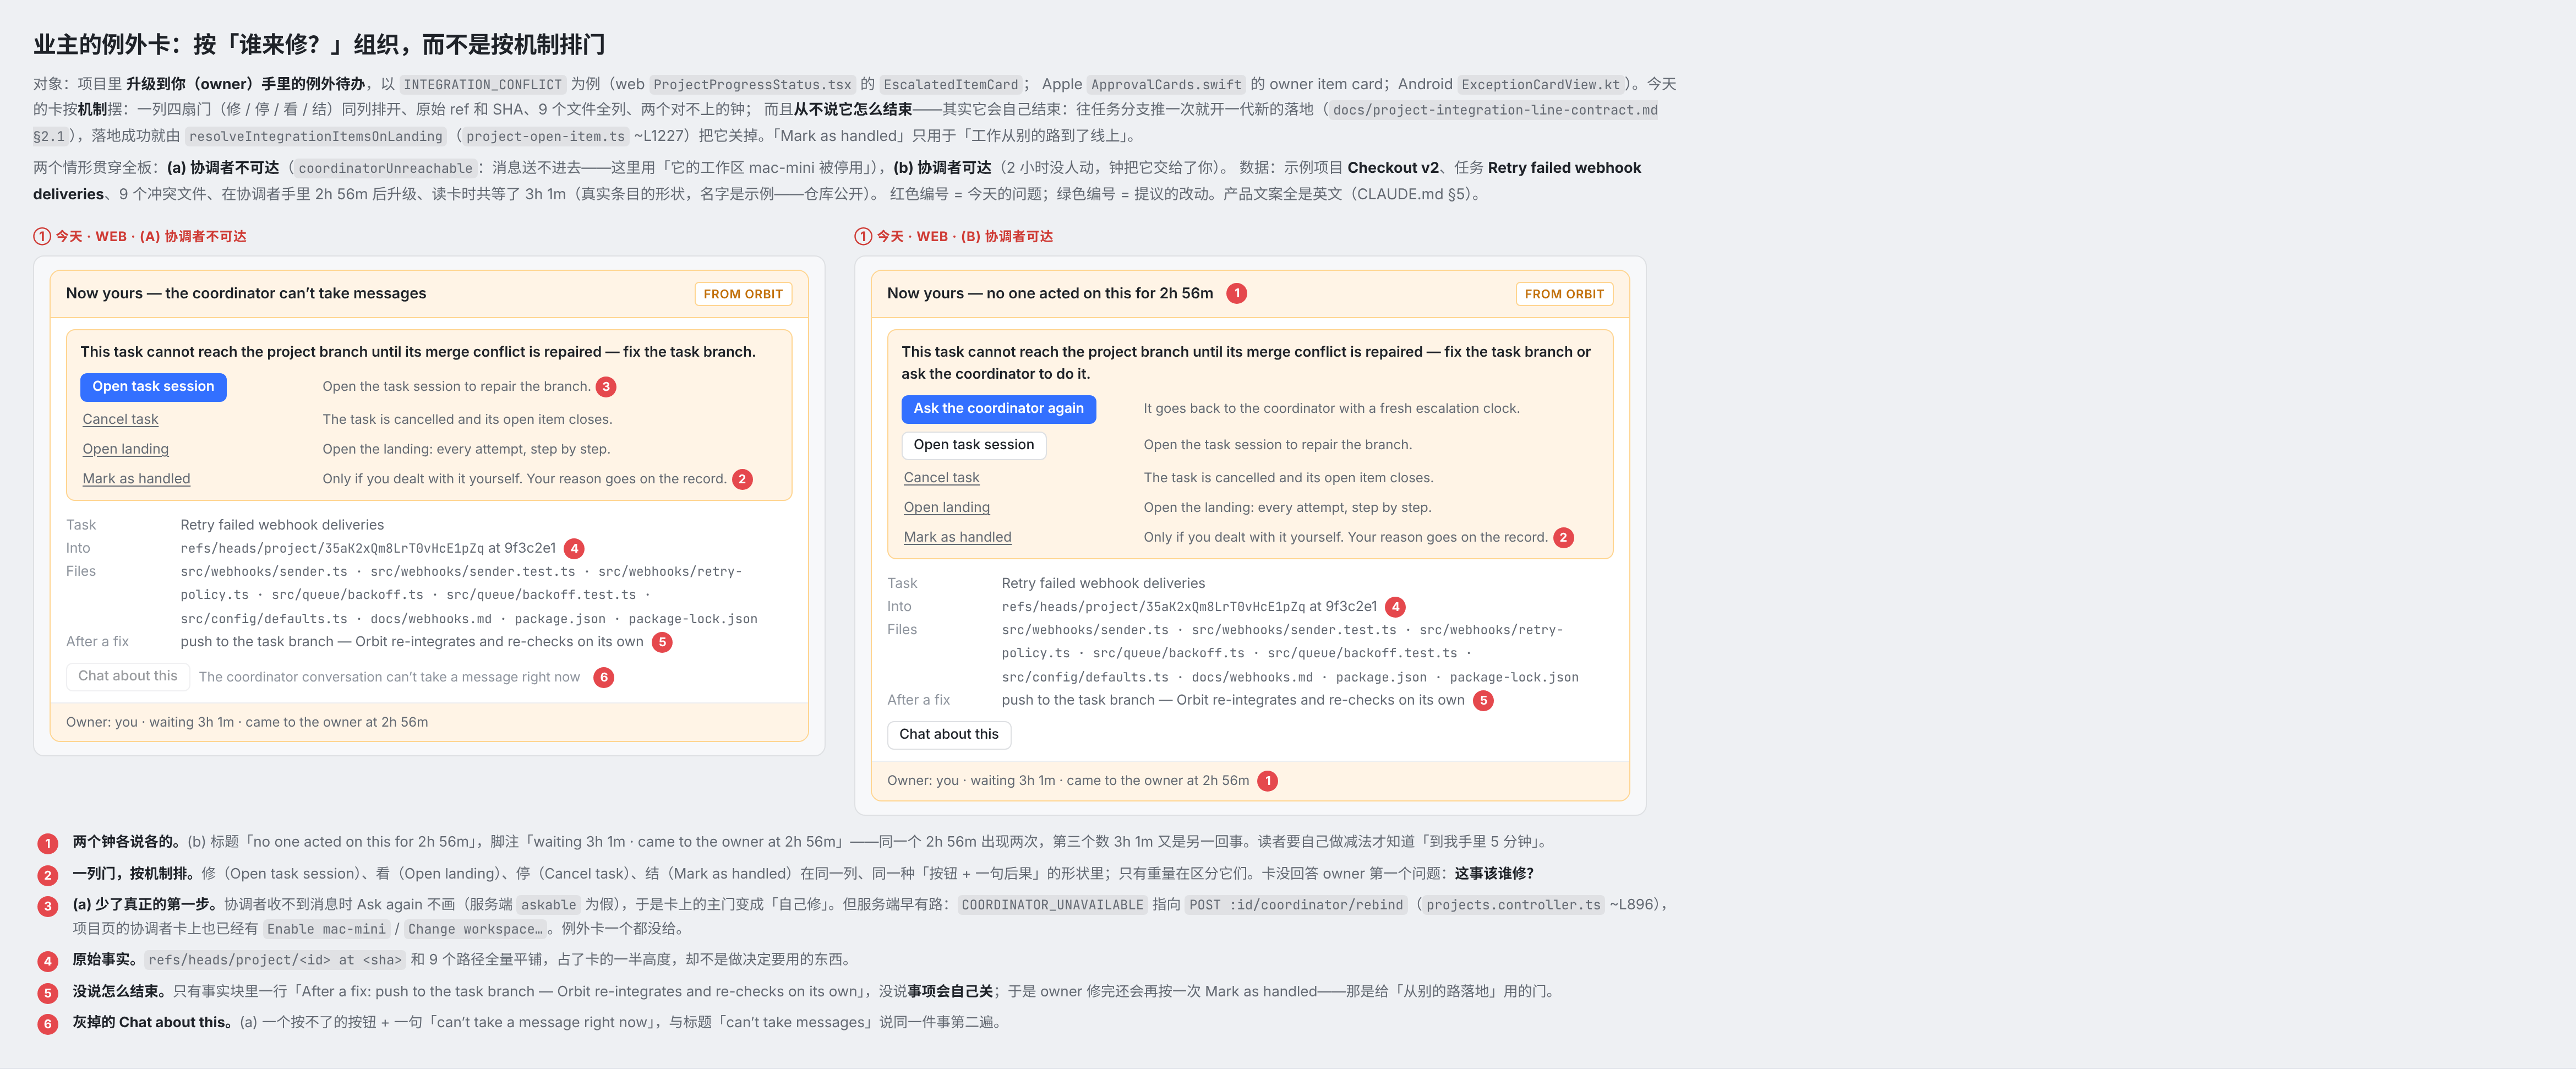 业主的例外卡：按「谁来修？」组织，而不是按机制排门
对象：项目里 升级到你（owner）手里的例外待办，以 INTEGRATION_CONFLICT 为例（web ProjectProgressStatus.tsx 的 EscalatedItemCard； Apple ApprovalCards.swift 的 owner item card；Android ExceptionCardView.kt）。今天
的卡按机制摆：一列四扇门（修 / 停 / 看 / 结）同列排开、原始 ref 和 SHA、9 个文件全列、两个对不上的钟； 而且从不说它怎么结束——其实它会自己结束：往任务分支推一次就开一代新的落地（docs/project-integration-line-contract.md
§2.1），落地成功就由 resolveIntegrationItemsOnLanding（project-open-item.ts ~L1227）把它关掉。「Mark as handled」只用于「工作从别的路到了线上」。
两个情形贯穿全板：(a) 协调者不可达（coordinatorUnreachable：消息送不进去——这里用「它的工作区 mac-mini 被停用」），(b) 协调者可达（2 小时没人动，钟把它交给了你）。 数据：示例项目 Checkout v2、任务 Retry failed webhook
deliveries、9 个冲突文件、在协调者手里 2h 56m 后升级、读卡时共等了 3h 1m（真实条目的形状，名字是示例——仓库公开）。 红色编号 = 今天的问题；绿色编号 = 提议的改动。产品文案全是英文（CLAUDE.md §5）。
① 今天 · WEB · (A) 协调者不可达
Now yours — the coordinator can’t take messages
FROM ORBIT
This task cannot reach the project branch until its merge conflict is repaired — fix the task branch.
Open task session Open the task session to repair the branch. 3
Cancel task The task is cancelled and its open item closes.
Open landing Open the landing: every attempt, step by step.
Mark as handled Only if you dealt with it yourself. Your reason goes on the record. 2
Task Retry failed webhook deliveries
Into refs/heads/project/35aK2xQm8LrT0vHcE1pZq at 9f3c2e1 4
Files src/webhooks/sender.ts · src/webhooks/sender.test.ts · src/webhooks/retry-
policy.ts · src/queue/backoff.ts · src/queue/backoff.test.ts ·
src/config/defaults.ts · docs/webhooks.md · package.json · package-lock.json
After a fix push to the task branch — Orbit re-integrates and re-checks on its own 5
Chat about this The coordinator conversation can’t take a message right now 6
Owner: you · waiting 3h 1m · came to the owner at 2h 56m
① 今天 · WEB · (B) 协调者可达
Now yours — no one acted on this for 2h 56m 1
FROM ORBIT
This task cannot reach the project branch until its merge conflict is repaired — fix the task branch or
ask the coordinator to do it.
Ask the coordinator again It goes back to the coordinator with a fresh escalation clock.
Open task session Open the task session to repair the branch.
Cancel task The task is cancelled and its open item closes.
Open landing Open the landing: every attempt, step by step.
Mark as handled Only if you dealt with it yourself. Your reason goes on the record. 2
Task Retry failed webhook deliveries
Into refs/heads/project/35aK2xQm8LrT0vHcE1pZq at 9f3c2e1 4
Files src/webhooks/sender.ts · src/webhooks/sender.test.ts · src/webhooks/retry-
policy.ts · src/queue/backoff.ts · src/queue/backoff.test.ts ·
src/config/defaults.ts · docs/webhooks.md · package.json · package-lock.json
After a fix push to the task branch — Orbit re-integrates and re-checks on its own 5
Chat about this
Owner: you · waiting 3h 1m · came to the owner at 2h 56m 1
1 两个钟各说各的。(b) 标题「no one acted on this for 2h 56m」，脚注「waiting 3h 1m · came to the owner at 2h 56m」——同一个 2h 56m 出现两次，第三个数 3h 1m 又是另一回事。读者要自己做减法才知道「到我手里 5 分钟」。
2 一列门，按机制排。修（Open task session）、看（Open landing）、停（Cancel task）、结（Mark as handled）在同一列、同一种「按钮 + 一句后果」的形状里；只有重量在区分它们。卡没回答 owner 第一个问题：这事该谁修？
3 (a) 少了真正的第一步。协调者收不到消息时 Ask again 不画（服务端 askable 为假），于是卡上的主门变成「自己修」。但服务端早有路：COORDINATOR_UNAVAILABLE 指向 POST :id/coordinator/rebind（projects.controller.ts ~L896），
项目页的协调者卡上也已经有 Enable mac-mini / Change workspace…。例外卡一个都没给。
4 原始事实。refs/heads/project/<id> at <sha> 和 9 个路径全量平铺，占了卡的一半高度，却不是做决定要用的东西。
5 没说怎么结束。只有事实块里一行「After a fix: push to the task branch — Orbit re-integrates and re-checks on its own」，没说事项会自己关；于是 owner 修完还会再按一次 Mark as handled——那是给「从别的路落地」用的门。
6 灰掉的 Chat about this。(a) 一个按不了的按钮 + 一句「can’t take a message right now」，与标题「can’t take messages」说同一件事第二遍。